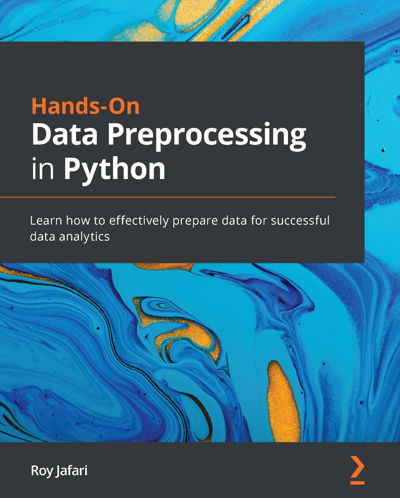 Hands-On
Data Preprocessing
in Python
Learn how to effectively prepare data for successful
data analytics
Roy Jafari